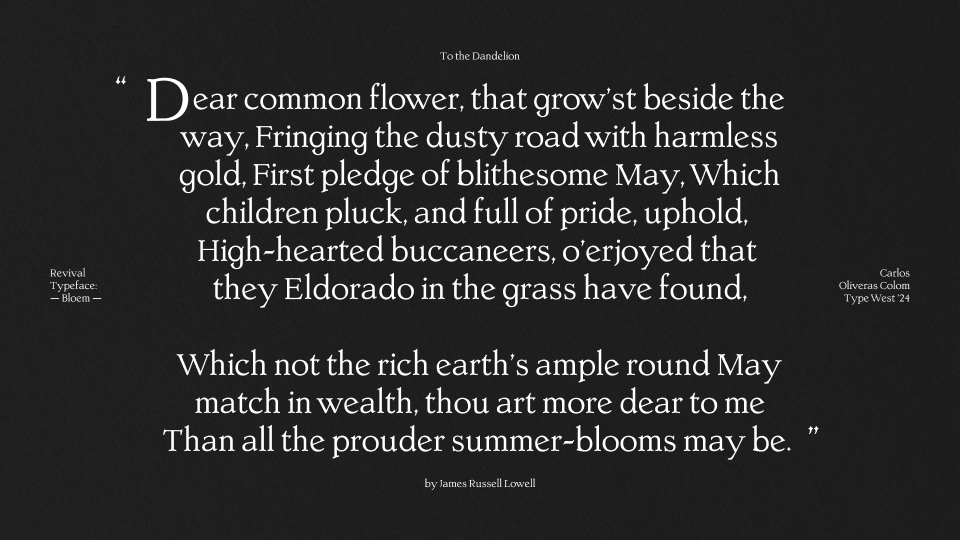 To the Dandelion
“ Dear common flower, that grow’st beside the
way, Fringing the dusty road with harmless
gold, First pledge of blithesome May, Which
children pluck, and full of pride, uphold,
High-hearted buccaneers, o’erjoyed that
they Eldorado in the grass have found,
Revival
Typeface:
— Bloem —
Carlos
Oliveras Colom
Type West ’24
Which not the rich earth’s ample round May
match in wealth, thou art more dear to me
Than all the prouder summer-blooms may be. ”
by James Russell Lowell